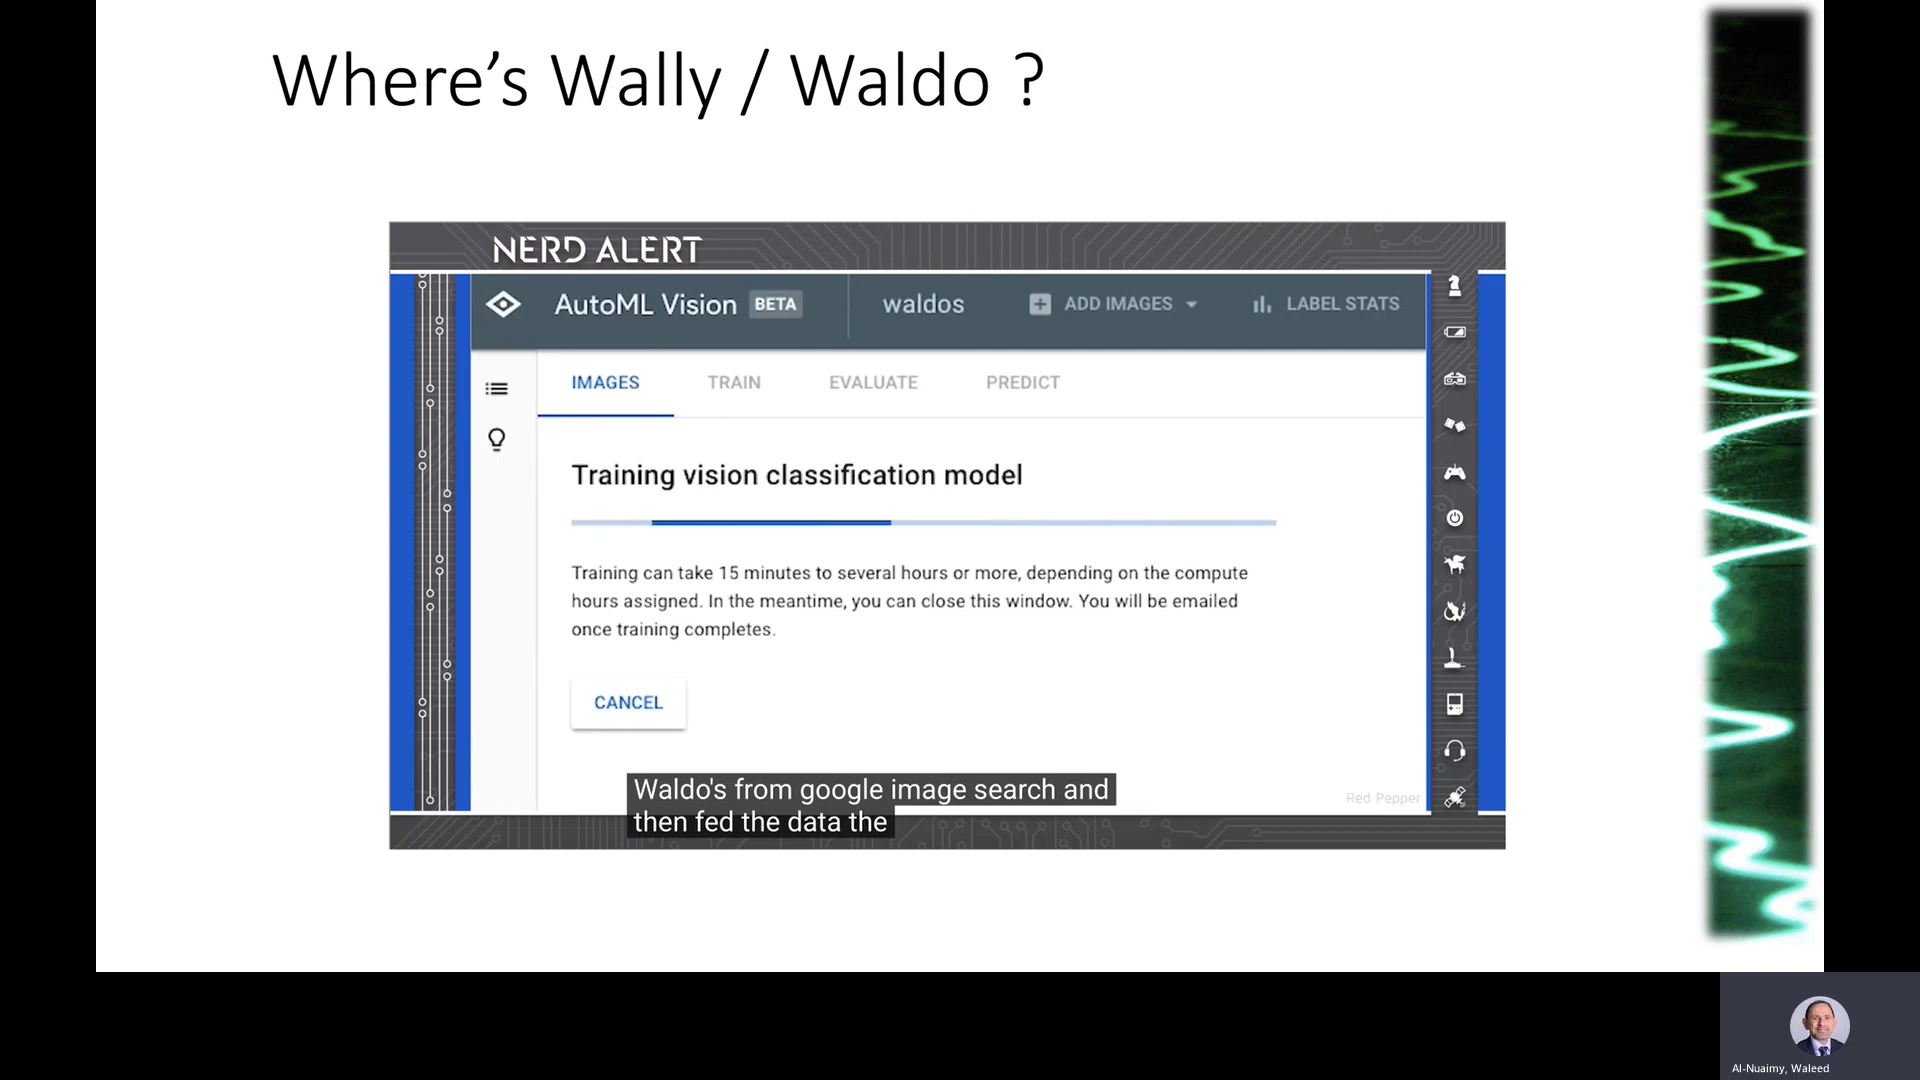 Where’s Wally / Waldo ?
NERD ALERT
AutoML Vision BETA waldos ADD IMAGES LABEL STATS
IMAGES TRAIN EVALUATE PREDICT
Training vision classification model
Training can take 15 minutes to several hours or more, depending on the compute
hours assigned. In the meantime, you can close this window. You will be emailed
once training completes.
CANCEL
Waldo's from google image search and
then fed the data the
Red Pepper
Al-Nuaimy, Waleed